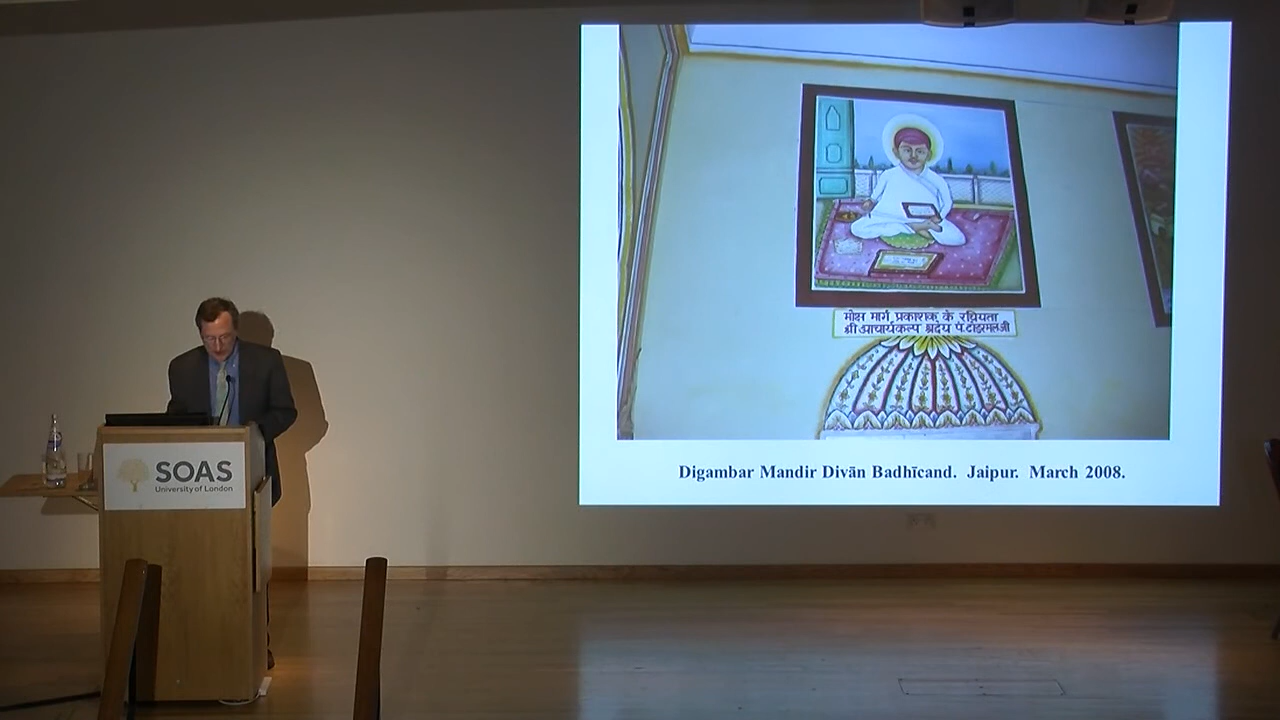 SOAS
University of London
मोक्ष मार्ग प्रकाशक के रचियता
श्री आचार्यकल्प श्रद्धेय पं. टोडरमलजी
Digambar Mandir Divān Badhīcand. Jaipur. March 2008.